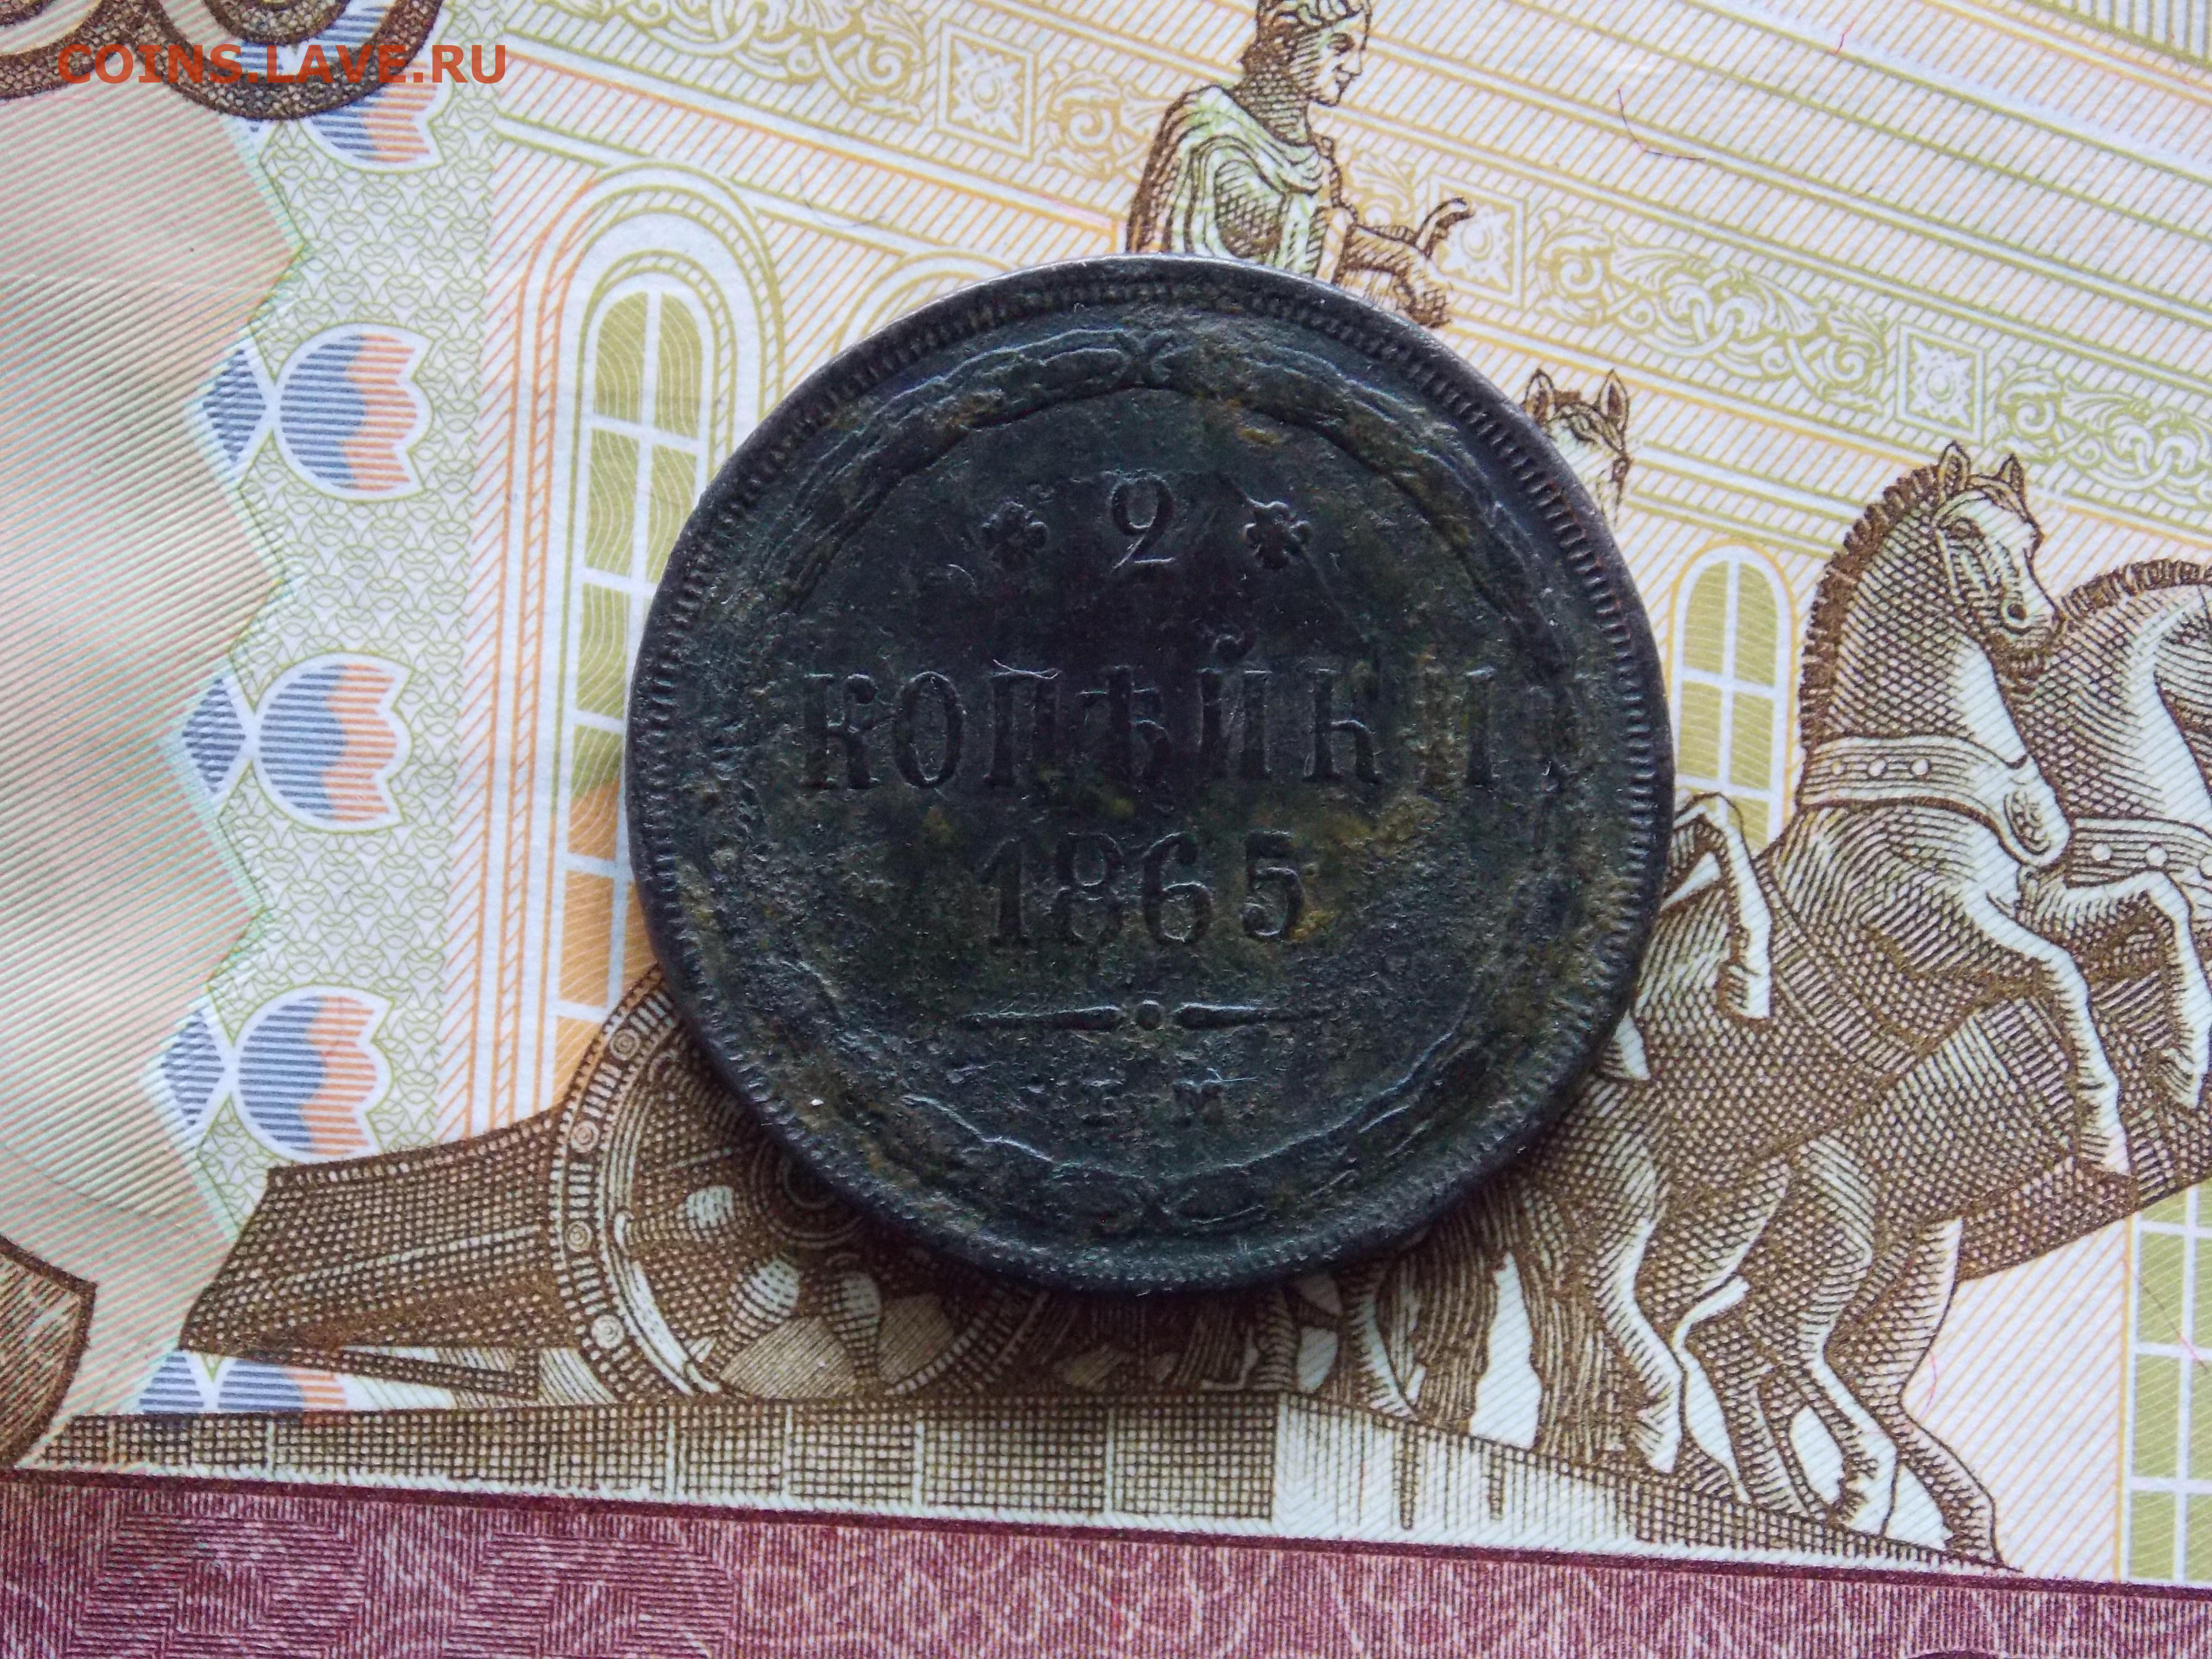 COINS.LAVE.RU
2
КОПѢЙКИ
1865
Е М